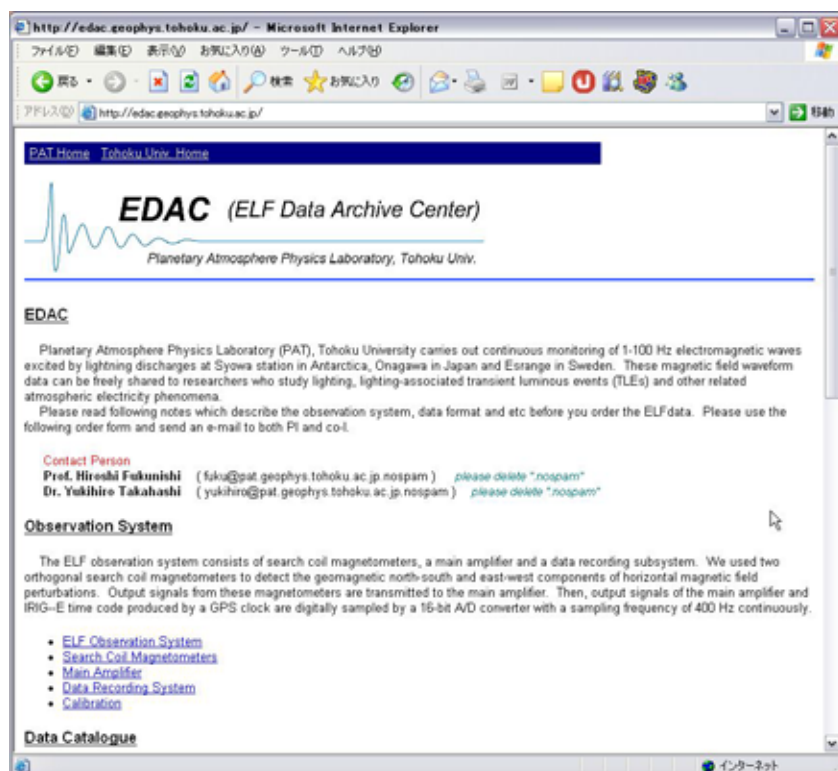 http://edac.geophys.tohoku.ac.jp/ - Microsoft Internet Explorer
ファイル(F) 編集(E) 表示(V) お気に入り(A) ツール(T) ヘルプ(H)
戻る 検索 お気に入り
アドレス(D) http://edac.geophys.tohoku.ac.jp/ 移動
PAT Home Tohoku Univ. Home
EDAC (ELF Data Archive Center)
Planetary Atmosphere Physics Laboratory, Tohoku Univ.
EDAC
Planetary Atmosphere Physics Laboratory (PAT), Tohoku University carries out continuous monitoring of 1-100 Hz electromagnetic waves
excited by lightning discharges at Syowa station in Antarctica, Onagawa in Japan and Esrange in Sweden. These magnetic field waveform
data can be freely shared to researchers who study lighting, lighting-associated transient luminous events (TLEs) and other related
atmospheric electricity phenomena.
Please read following notes which describe the observation system, data format and etc before you order the ELFdata. Please use the
following order form and send an e-mail to both PI and co-I.
Contact Person
Prof. Hiroshi Fukunishi ( fuku@pat.geophys.tohoku.ac.jp.nospam ) please delete ".nospam"
Dr. Yukihiro Takahashi ( yukihiro@pat.geophys.tohoku.ac.jp.nospam ) please delete ".nospam"
Observation System
The ELF observation system consists of search coil magnetometers, a main amplifier and a data recording subsystem. We used two
orthogonal search coil magnetometers to detect the geomagnetic north-south and east-west components of horizontal magnetic field
perturbations. Output signals from these magnetometers are transmitted to the main amplifier. Then, output signals of the main amplifier and
IRIG--E time code produced by a GPS clock are digitally sampled by a 16-bit A/D converter with a sampling frequency of 400 Hz continuously.
• ELF Observation System
• Search Coil Magnetometers
• Main Amplifier
• Data Recording System
• Calibration
Data Catalogue
インターネット